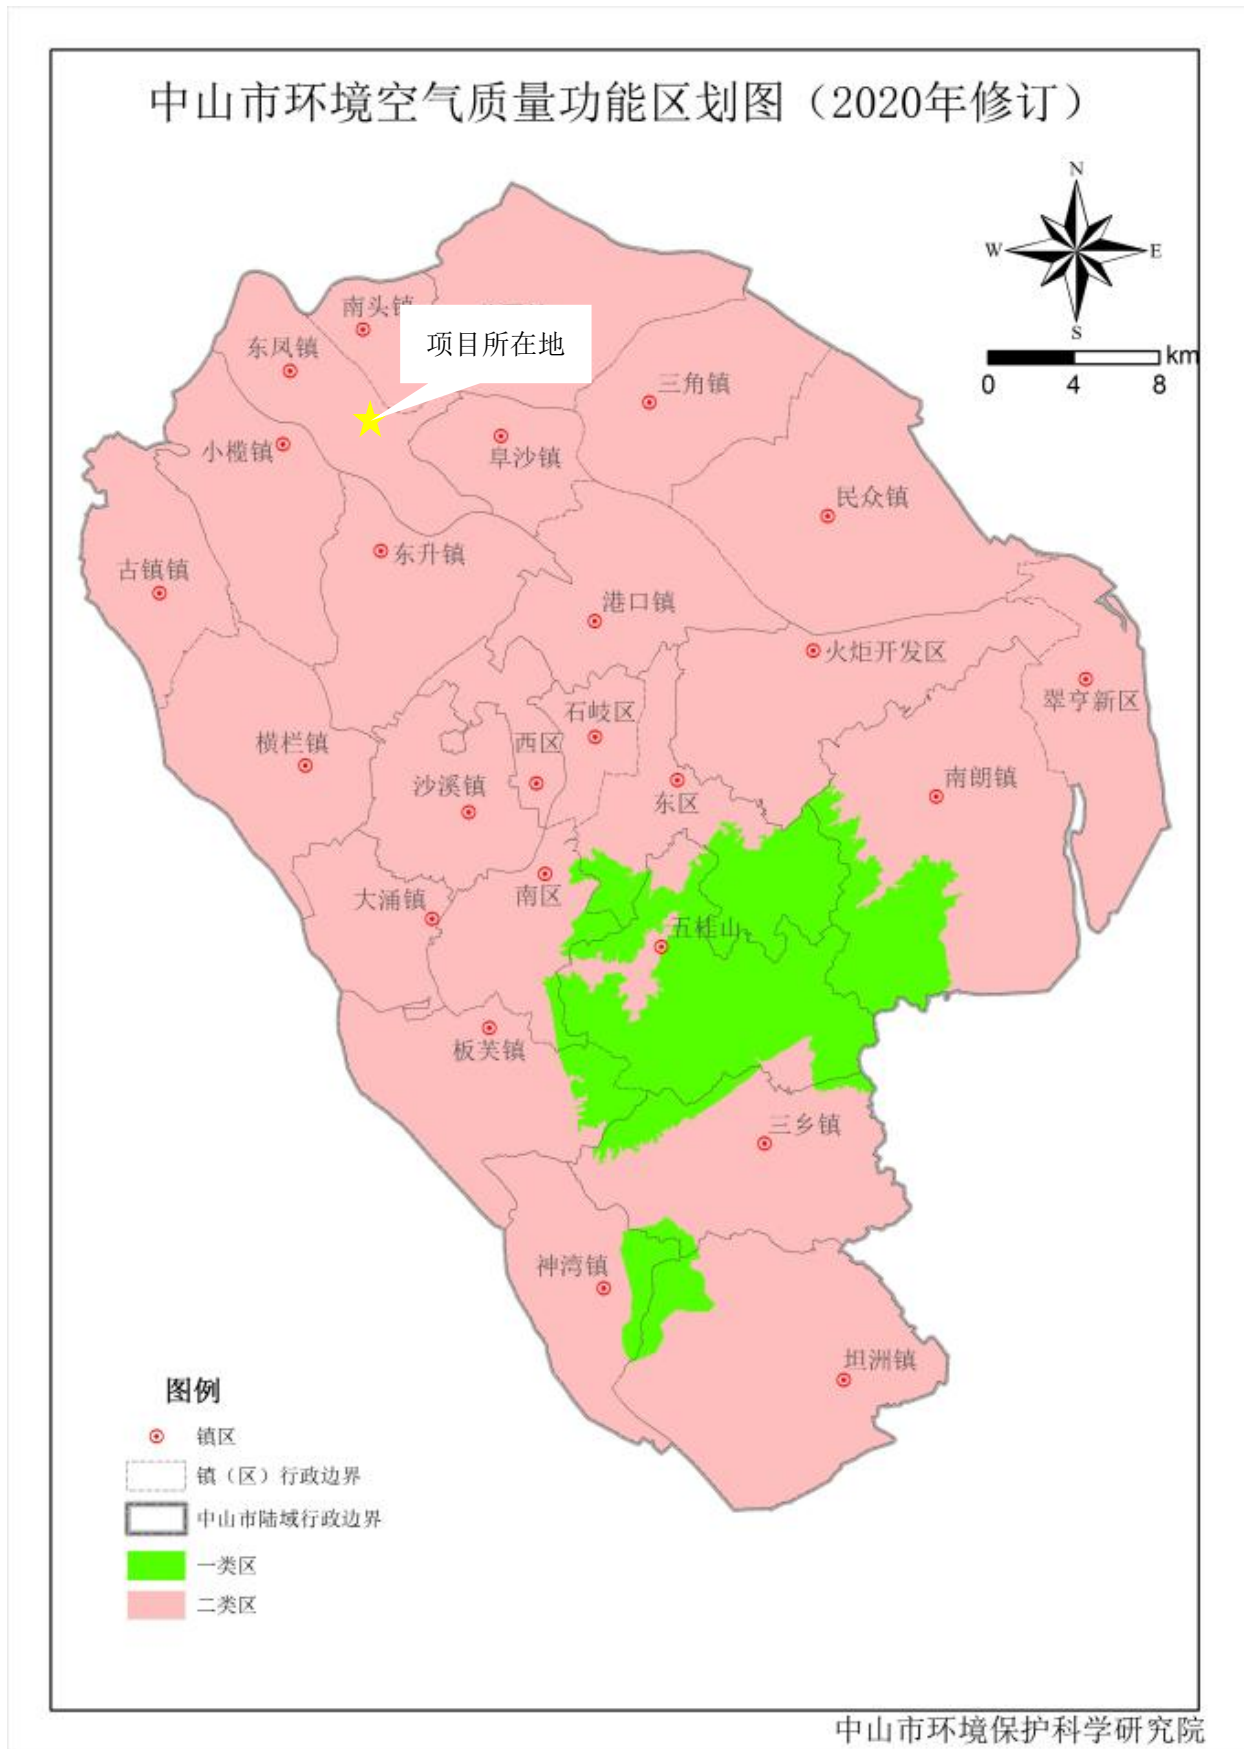 中山市环境空气质量功能区划图（2020年修订）
N
W
E
S
km
0 4 8
南头镇
项目所在地
东凤镇
三角镇
小榄镇
阜沙镇
民众镇
东升镇
古镇镇
港口镇
火炬开发区
翠亨新区
石岐区
西区
横栏镇
沙溪镇
南朗镇
东区
南区
大涌镇
五桂山
板芙镇
三乡镇
神湾镇
坦洲镇
图例
镇区
镇（区）行政边界
中山市陆域行政边界
一类区
二类区
中山市环境保护科学研究院